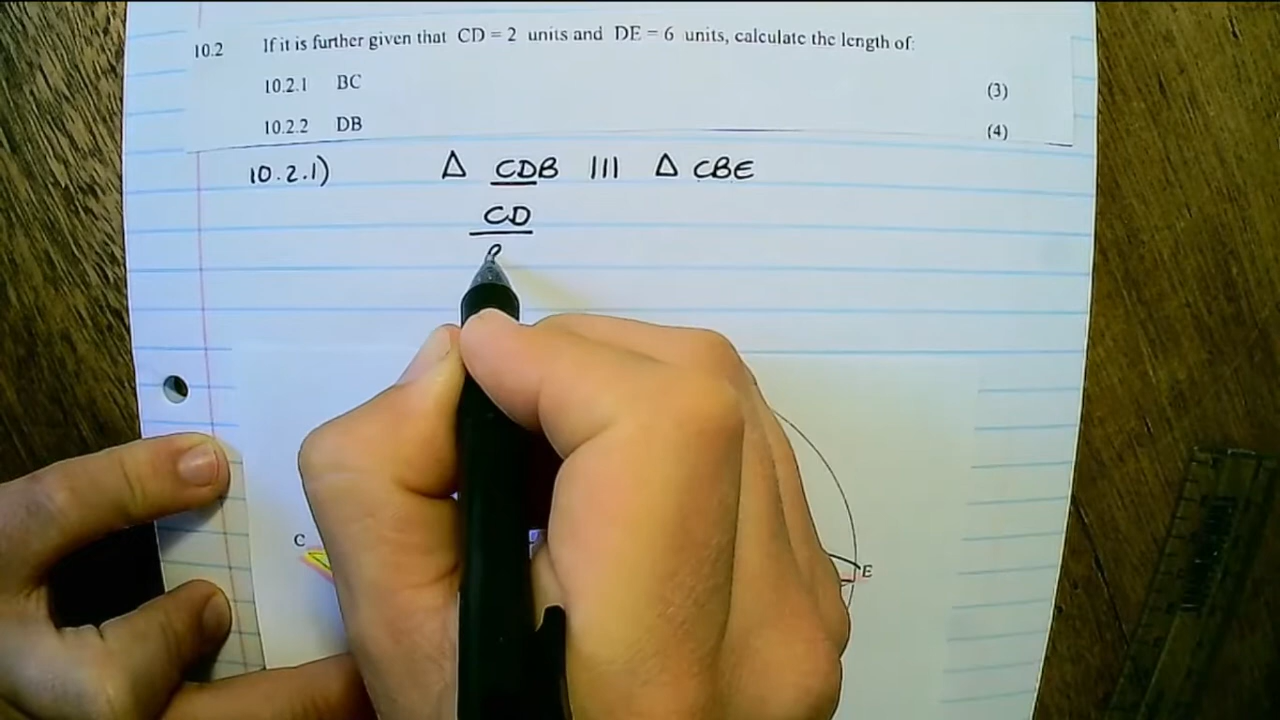 10.2 If it is further given that CD = 2 units and DE = 6 units, calculate the length of:
10.2.1 BC (3)
10.2.2 DB (4)
10.2.1) Δ CDB ||| Δ CBE
CD
C
E